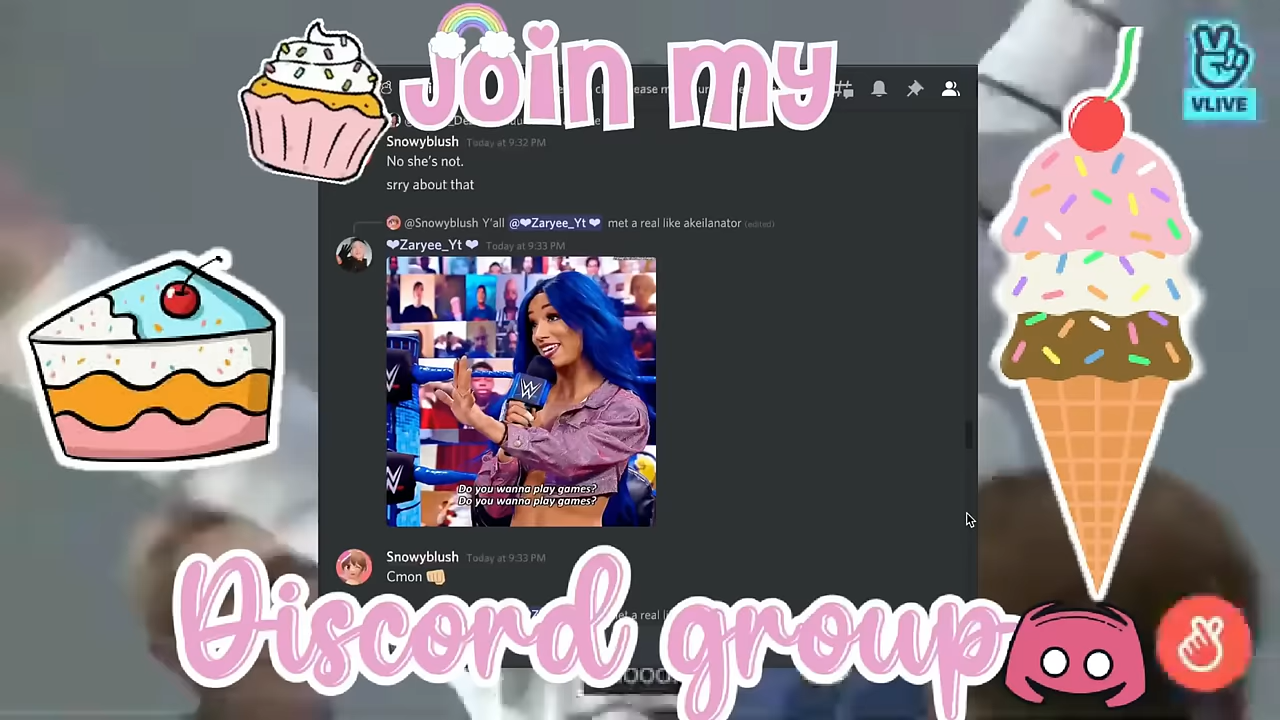 Join my
VLIVE
Snowyblush Today at 9:32 PM
No she's not.
srry about that
@Snowyblush Y'all @❤Zaryee_Yt ❤ met a real like akeilanator (edited)
❤Zaryee_Yt ❤ Today at 9:33 PM
W
Do you wanna play games?
Do you wanna play games?
Snowyblush Today at 9:33 PM
Cmon 👊🏼
Discord group